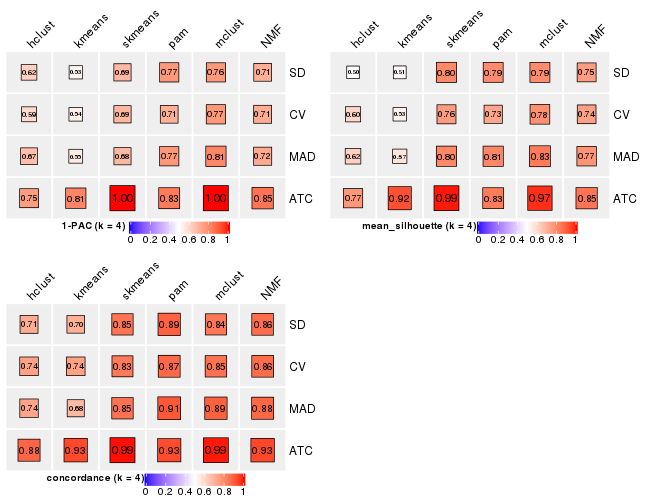 hclust kmeans skmeans pam mclust NMF
0.62 0.53 0.69 0.77 0.76 0.71 SD
0.59 0.54 0.69 0.71 0.77 0.71 CV
0.67 0.55 0.68 0.77 0.81 0.72 MAD
0.75 0.81 1.00 0.83 1.00 0.85 ATC
1-PAC (k = 4)
0 0.2 0.4 0.6 0.8 1
hclust kmeans skmeans pam mclust NMF
0.50 0.51 0.80 0.79 0.79 0.75 SD
0.60 0.53 0.76 0.73 0.78 0.74 CV
0.62 0.57 0.80 0.81 0.83 0.77 MAD
0.77 0.92 0.99 0.83 0.97 0.85 ATC
mean_silhouette (k = 4)
0 0.2 0.4 0.6 0.8 1
hclust kmeans skmeans pam mclust NMF
0.71 0.70 0.85 0.89 0.84 0.86 SD
0.74 0.74 0.83 0.87 0.85 0.86 CV
0.74 0.68 0.85 0.91 0.89 0.88 MAD
0.88 0.93 0.99 0.93 0.99 0.93 ATC
concordance (k = 4)
0 0.2 0.4 0.6 0.8 1